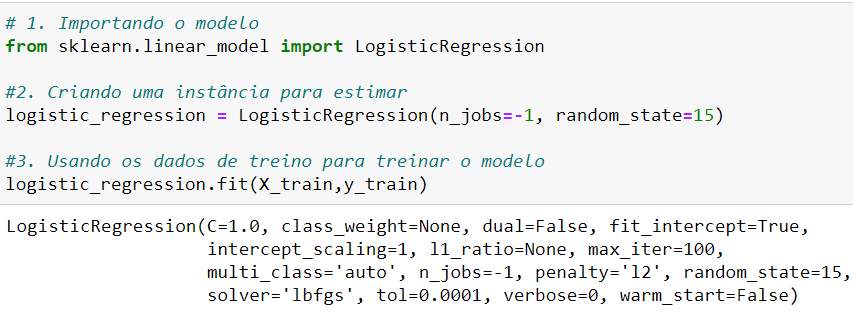 # 1. Importando o modelo
from sklearn.linear_model import LogisticRegression
#2. Criando uma instância para estimar
logistic_regression = LogisticRegression(n_jobs=-1, random_state=15)
#3. Usando os dados de treino para treinar o modelo
logistic_regression.fit(X_train,y_train)
LogisticRegression(C=1.0, class_weight=None, dual=False, fit_intercept=True,
intercept_scaling=1, l1_ratio=None, max_iter=100,
multi_class='auto', n_jobs=-1, penalty='l2', random_state=15,
solver='lbfgs', tol=0.0001, verbose=0, warm_start=False)